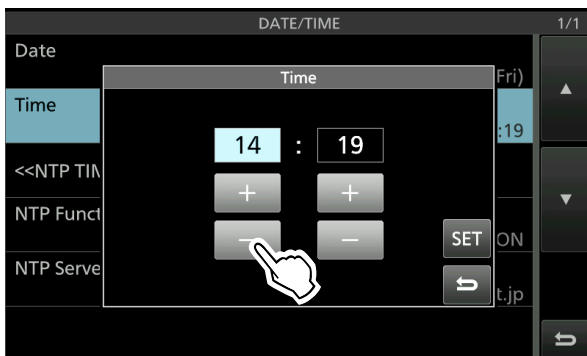 DATE/TIME 1/1
Date
Fri)
Time
Time
:19
14 : 19
<<NTP TIM
+ +
NTP Funct
ON
− −
SET
NTP Serve
t.jp